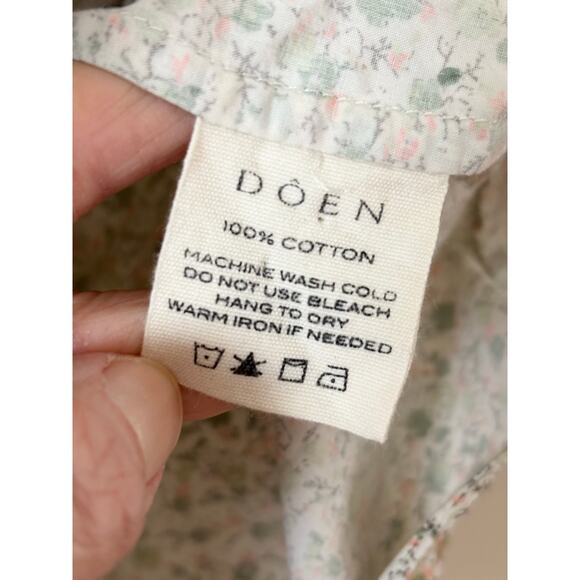 DÔEN
100% COTTON
MACHINE WASH COLD
DO NOT USE BLEACH
HANG TO DRY
WARM IRON IF NEEDED